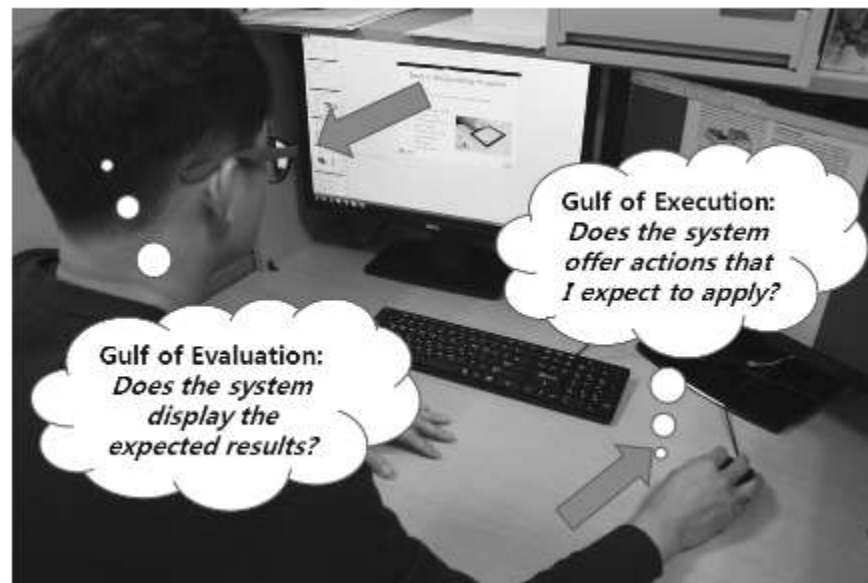 Gulf of Execution:
Does the system
offer actions that
I expect to apply?
Gulf of Evaluation:
Does the system
display the
expected results?